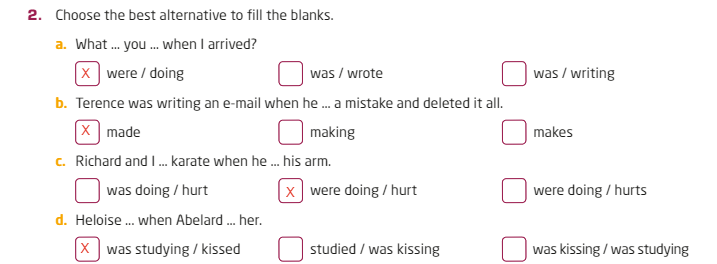 2. Choose the best alternative to fill the blanks.
a. What ... you ... when I arrived?
X were / doing was / wrote was / writing
b. Terence was writing an e-mail when he ... a mistake and deleted it all.
X made making makes
c. Richard and I ... karate when he ... his arm.
was doing / hurt X were doing / hurt were doing / hurts
d. Heloise ... when Abelard ... her.
X was studying / kissed studied / was kissing was kissing / was studying